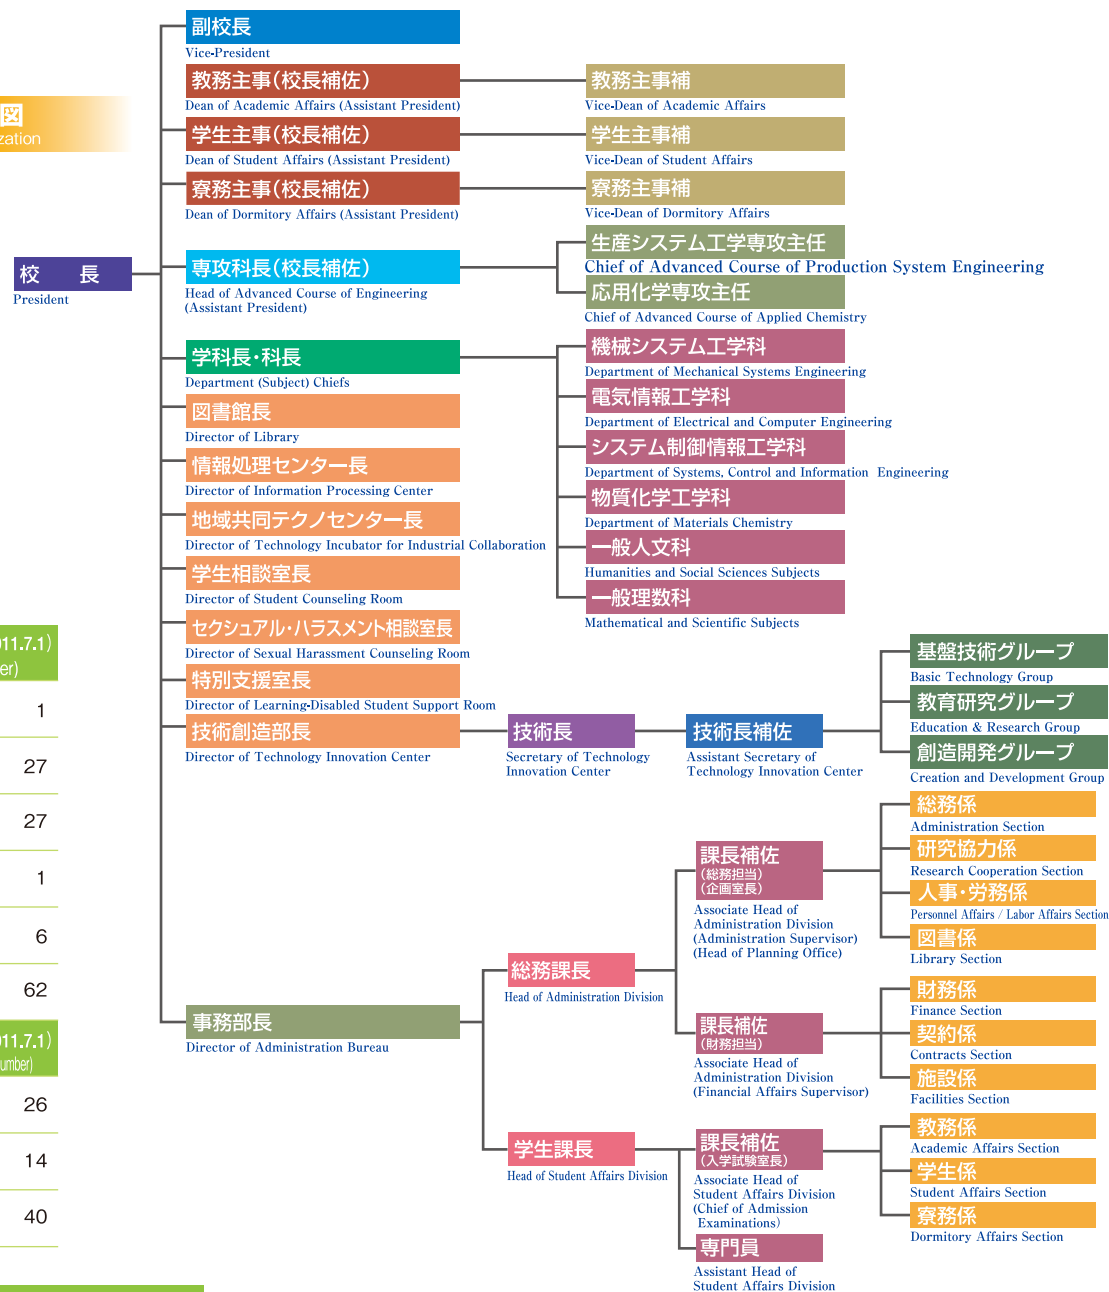 図
zation
校　長
President
副校長
Vice-President
教務主事（校長補佐）
Dean of Academic Affairs (Assistant President)
学生主事（校長補佐）
Dean of Student Affairs (Assistant President)
寮務主事（校長補佐）
Dean of Dormitory Affairs (Assistant President)
教務主事補
Vice-Dean of Academic Affairs
学生主事補
Vice-Dean of Student Affairs
寮務主事補
Vice-Dean of Dormitory Affairs
専攻科長（校長補佐）
Head of Advanced Course of Engineering
(Assistant President)
生産システム工学専攻主任
Chief of Advanced Course of Production System Engineering
応用化学専攻主任
Chief of Advanced Course of Applied Chemistry
学科長・科長
Department (Subject) Chiefs
機械システム工学科
Department of Mechanical Systems Engineering
電気情報工学科
Department of Electrical and Computer Engineering
システム制御情報工学科
Department of Systems, Control and Information Engineering
物質化学工学科
Department of Materials Chemistry
一般人文科
Humanities and Social Sciences Subjects
一般理数科
Mathematical and Scientific Subjects
図書館長
Director of Library
情報処理センター長
Director of Information Processing Center
地域共同テクノセンター長
Director of Technology Incubator for Industrial Collaboration
学生相談室長
Director of Student Counseling Room
セクシュアル・ハラスメント相談室長
Director of Sexual Harassment Counseling Room
特別支援室長
Director of Learning-Disabled Student Support Room
技術創造部長
Director of Technology Innovation Center
技術長
Secretary of Technology
Innovation Center
技術長補佐
Assistant Secretary of
Technology Innovation Center
基盤技術グループ
Basic Technology Group
教育研究グループ
Education & Research Group
創造開発グループ
Creation and Development Group
事務部長
Director of Administration Bureau
総務課長
Head of Administration Division
課長補佐
（総務担当）
（企画室長）
Associate Head of
Administration Division
(Administration Supervisor)
(Head of Planning Office)
総務係
Administration Section
研究協力係
Research Cooperation Section
人事・労務係
Personnel Affairs / Labor Affairs Section
図書係
Library Section
課長補佐
（財務担当）
Associate Head of
Administration Division
(Financial Affairs Supervisor)
財務係
Finance Section
契約係
Contracts Section
施設係
Facilities Section
学生課長
Head of Student Affairs Division
課長補佐
（入学試験室長）
Associate Head of
Student Affairs Division
(Chief of Admission
Examinations)
教務係
Academic Affairs Section
学生係
Student Affairs Section
寮務係
Dormitory Affairs Section
専門員
Assistant Head of
Student Affairs Division
011.7.1）
er)
1
27
27
1
6
62
011.7.1）
umber)
26
14
40